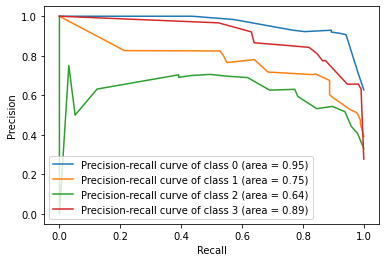 1.0
0.8
0.6
0.4
0.2
0.0
Precision
Precision-recall curve of class 0 (area = 0.95)
Precision-recall curve of class 1 (area = 0.75)
Precision-recall curve of class 2 (area = 0.64)
Precision-recall curve of class 3 (area = 0.89)
0.0 0.2 0.4 0.6 0.8 1.0
Recall